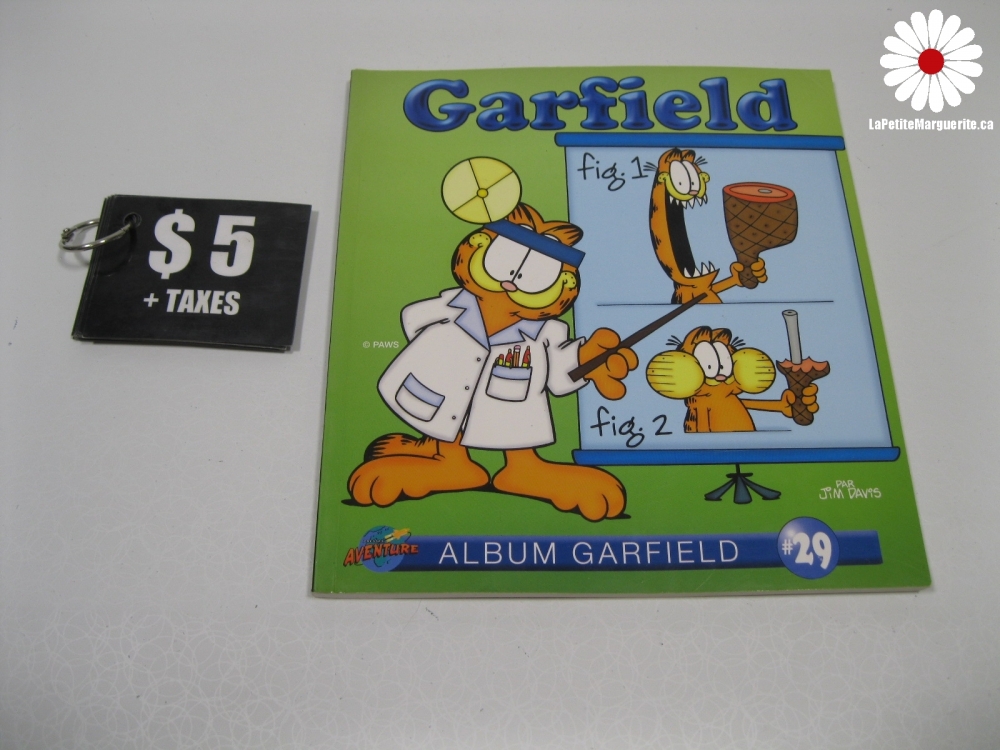 LaPetiteMarguerite.ca
$5
+ TAXES
Garfield
fig. 1
© PAWS
fig. 2
PAR
JIM DAVIS
AVENTURE
ALBUM GARFIELD
#29